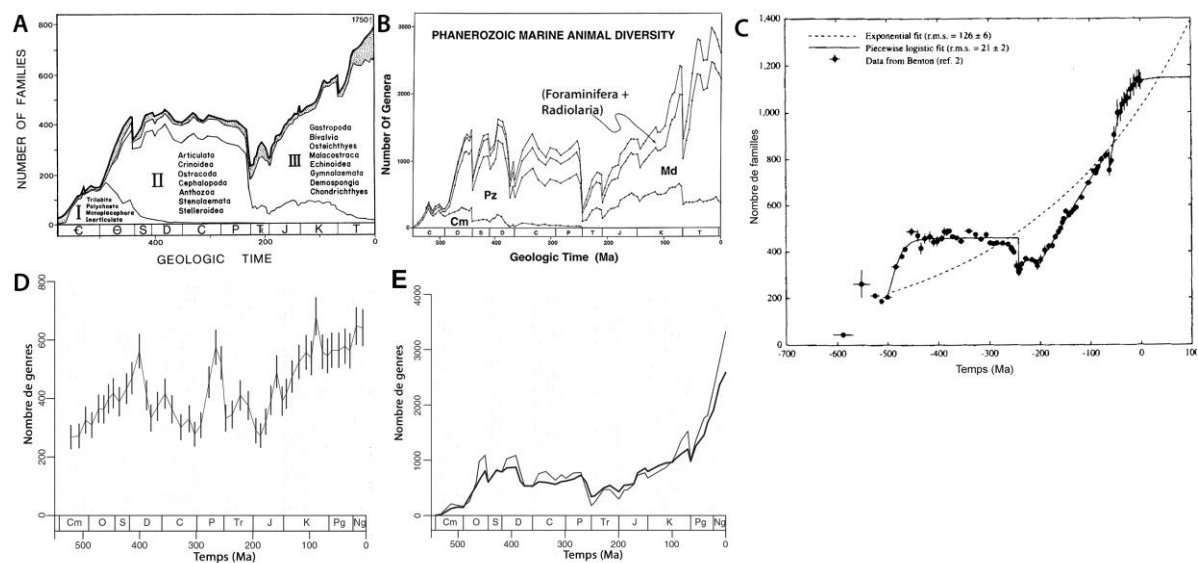 A
1750↑
800
600
400
200
0
NUMBER OF FAMILIES
I
Trilobita
Polychaeta
Monoplacophora
Inarticulata
II
Articulata
Crinoidea
Ostracoda
Cephalopoda
Anthozoa
Stenolaemata
Stelleroidea
III
Gastropoda
Bivalvia
Osteichthyes
Malacostraca
Echinoidea
Gymnolaemata
Demospongia
Chondrichthyes
Є O S D C P Ŧ J K T
400 200 0
GEOLOGIC TIME
B
PHANEROZOIC MARINE ANIMAL DIVERSITY
3000
2000
1000
0
Number Of Genera
(Foraminifera +
Radiolaria)
Pz
Cm
Md
C O S D C P T J K T
500 400 300 200 100 0
Geologic Time (Ma)
C
1,400
1,200
1,000
800
600
400
200
0
Nombre de familles
Exponential fit (r.m.s. = 126 ± 6)
Piecewise logistic fit (r.m.s. = 21 ± 2)
Data from Benton (ref. 2)
-700 -600 -500 -400 -300 -200 -100 0 100
Temps (Ma)
D
800
600
400
200
0
Nombre de genres
Cm O S D C P Tr J K Pg Ng
500 400 300 200 100 0
Temps (Ma)
E
4000
3000
2000
1000
0
Nombre de genres
Cm O S D C P Tr J K Pg Ng
500 400 300 200 100 0
Temps (Ma)